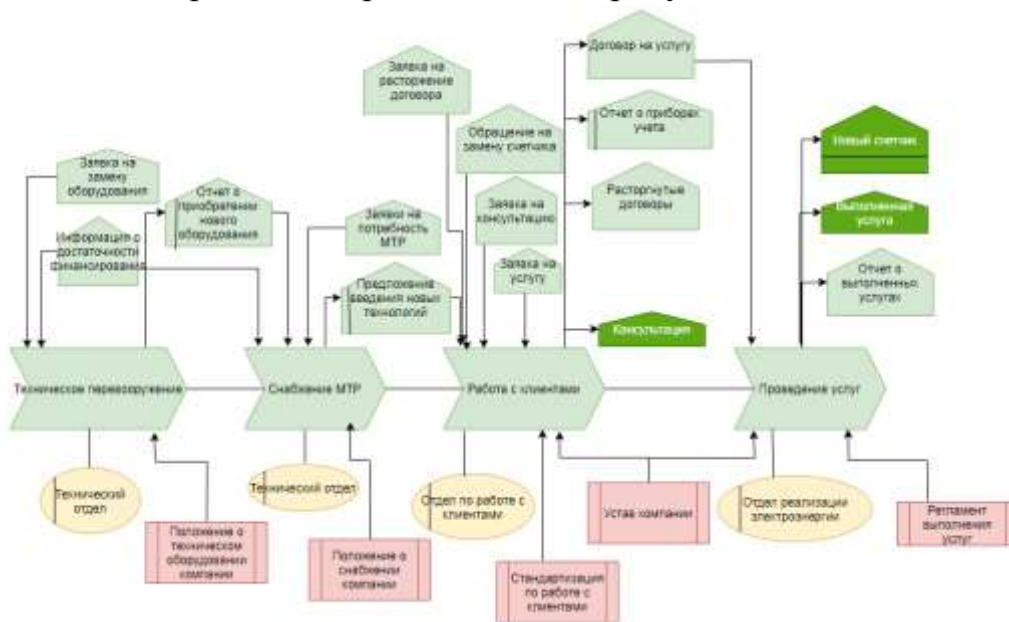 Заявка на
расторжение
договора
Договор на услугу
Отчет о приборах
учета
Обращение на
замену счетчика
Новый счетчик
Заявка на
замену
оборудования
Отчет о
приобретении
нового
оборудования
Заявки на
потребность
МТР
Заявка на
консультацию
Расторгнутые
договоры
Выполненная
услуга
Информация о
достаточности
финансирования
Предложение
введения новых
технологий
Заявка на
услугу
Отчет о
выполненных
услугах
Консультация
Техническое перевооружение
Снабжение МТР
Работа с клиентами
Проведение услуг
Технический
отдел
Технический отдел
Отдел по работе с
клиентами
Устав компании
Отдел реализации
электроэнергии
Регламент
выполнения
услуг
Положение о
техническом
оборудовании
компании
Положение о
снабжении
компании
Стандартизация
по работе с
клиентами